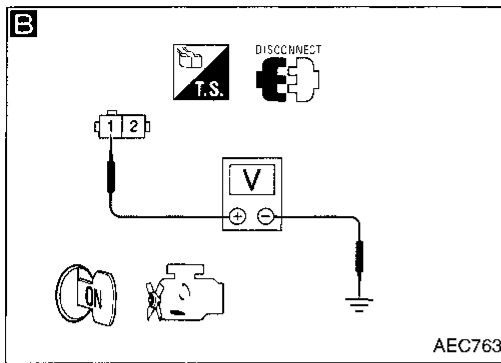 B
DISCONNECT
T.S.
1 2
V
+ −
ON
AEC763